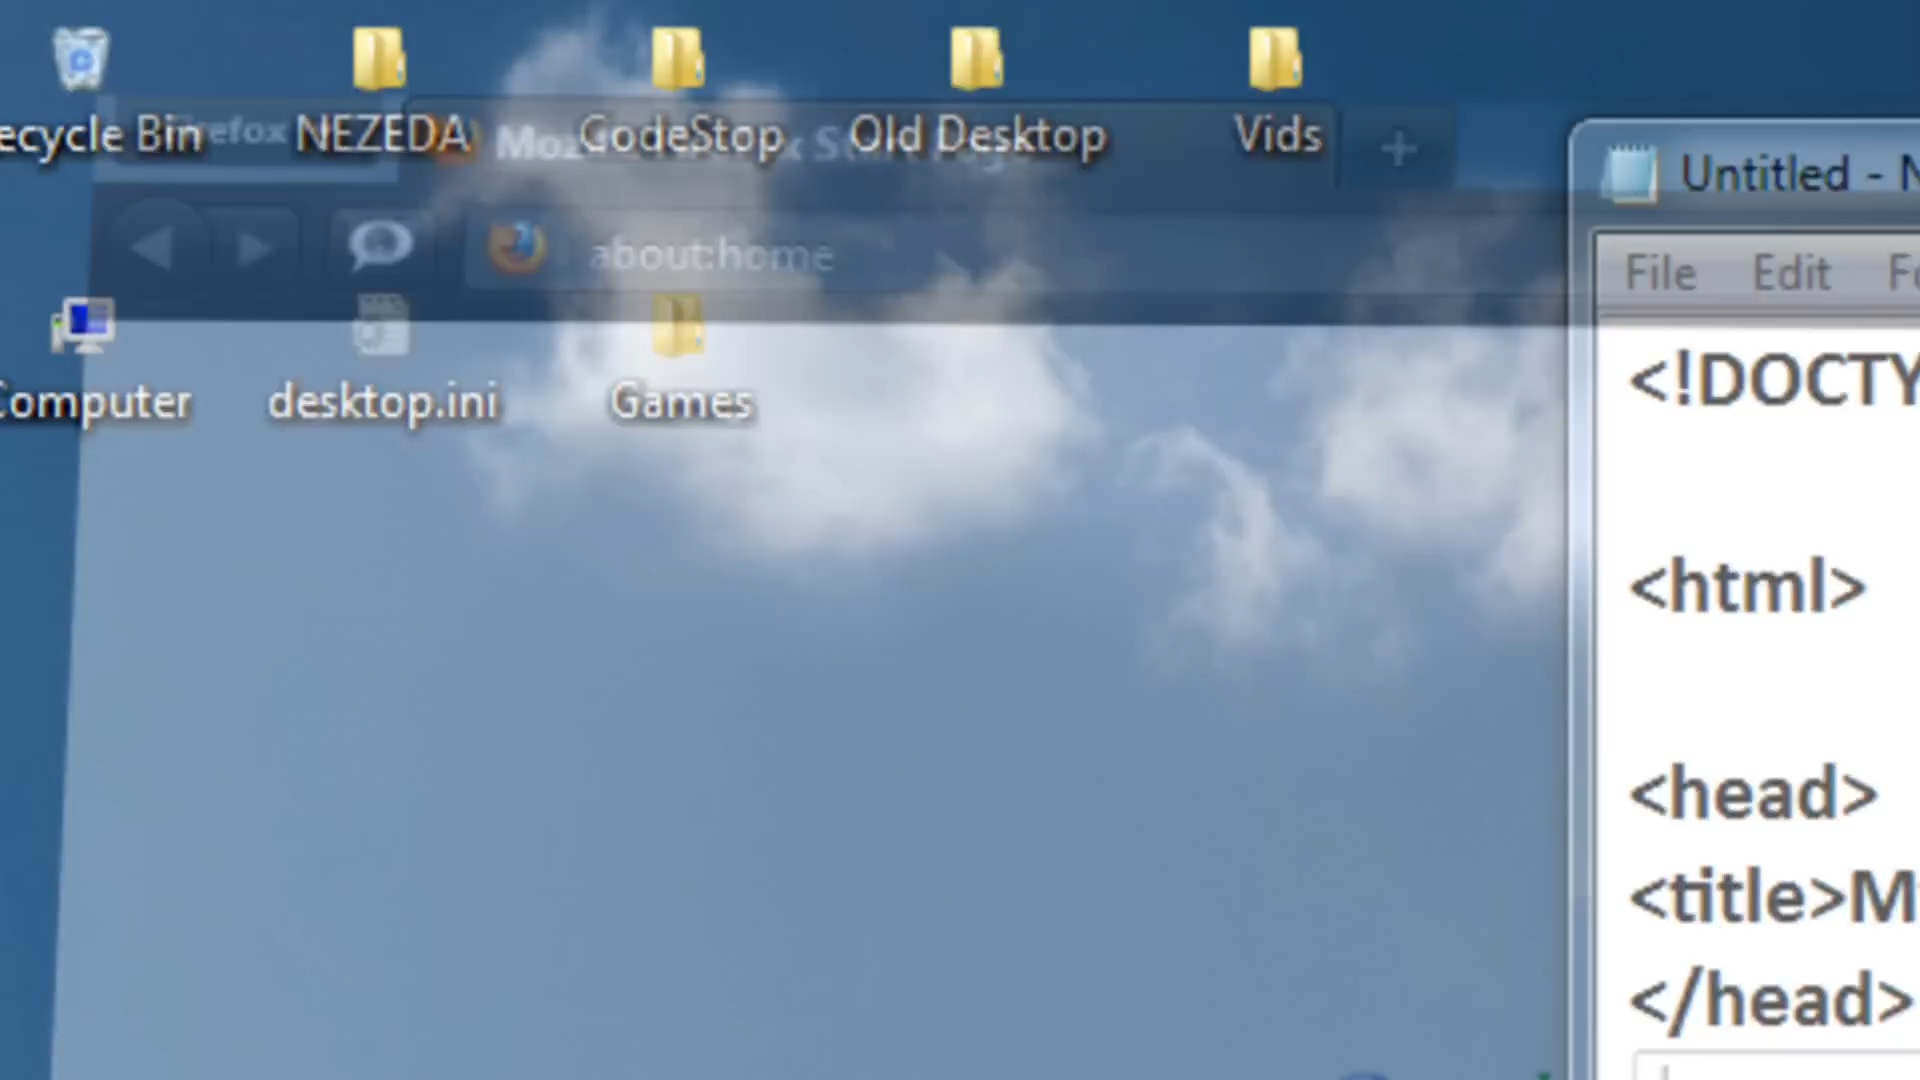 ecycle Bin
NEZEDA
CodeStop
Old Desktop
Vids
+
about:home
Computer
desktop.ini
Games
Untitled - N
File Edit
<!DOCTY
<html>
<head>
<title>M
</head>